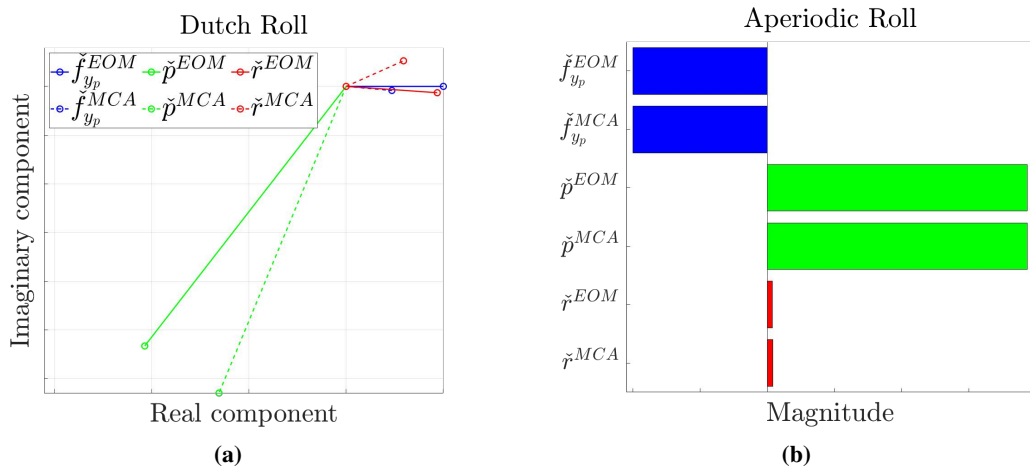 Dutch Roll
f̌_{y_p}^{EOM} p̌^{EOM} ř^{EOM}
f̌_{y_p}^{MCA} p̌^{MCA} ř^{MCA}
Imaginary component
Real component
(a)
Aperiodic Roll
f̌_{y_p}^{EOM}
f̌_{y_p}^{MCA}
p̌^{EOM}
p̌^{MCA}
ř^{EOM}
ř^{MCA}
Magnitude
(b)